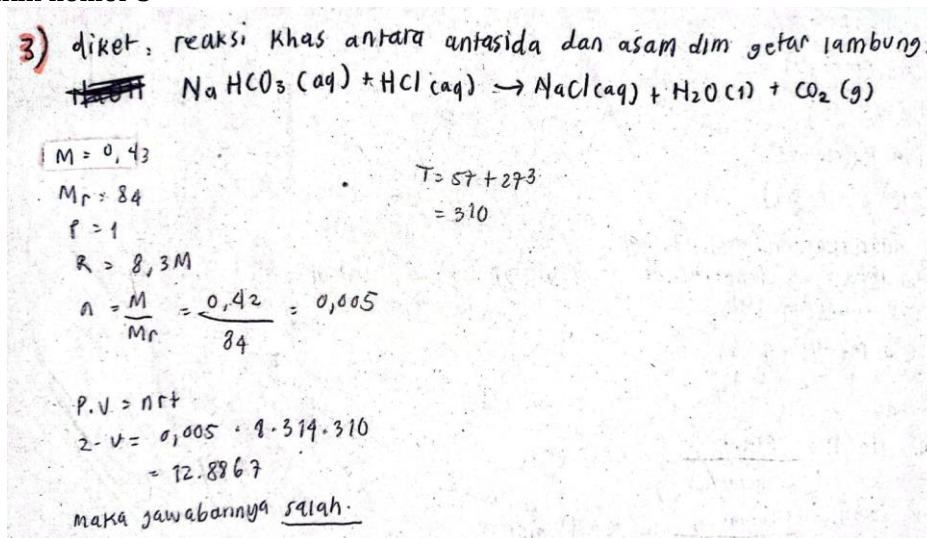 3) diket, reaksi khas antara antasida dan asam dlm getar lambung.
NaHCO3 (aq) + HCl (aq) → NaCl (aq) + H2O (l) + CO2 (g)
M = 0,43
Mr = 84
P = 1
R = 8,3M
n = M/Mr = 0,42/84 = 0,005
T = 57 + 273
= 310
P.V. = nrt
2 - V = 0,005 . 8.314.310
= 12.8867
maka jawabannya salah.